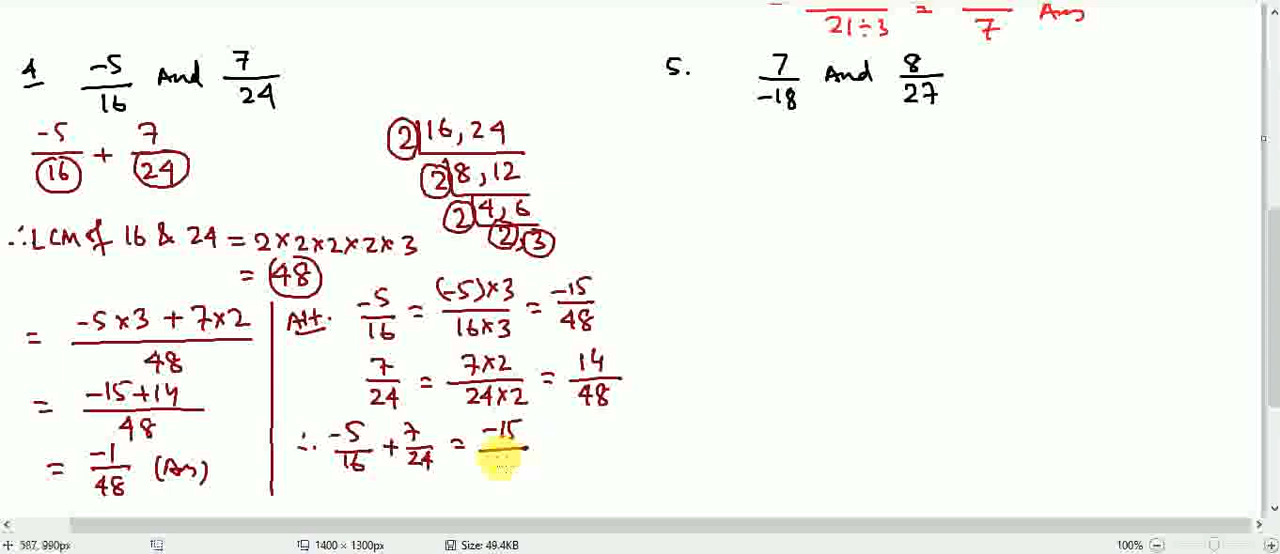 21÷3 = 7 Ans
4 -5/16 And 7/24
-5/16 + 7/24
2 | 16, 24
2 | 8, 12
2 | 4, 6
2, 3
∴ LCM of 16 & 24 = 2×2×2×2×3
= 48
= -5×3 + 7×2 / 48
= -15+14 / 48
= -1/48 (Ans)
Alt. -5/16 = (-5)×3 / 16×3 = -15/48
7/24 = 7×2 / 24×2 = 14/48
∴ -5/16 + 7/24 = -15
5. 7/-18 And 8/27
587, 990px
1400 × 1300px
Size: 49.4KB
100%